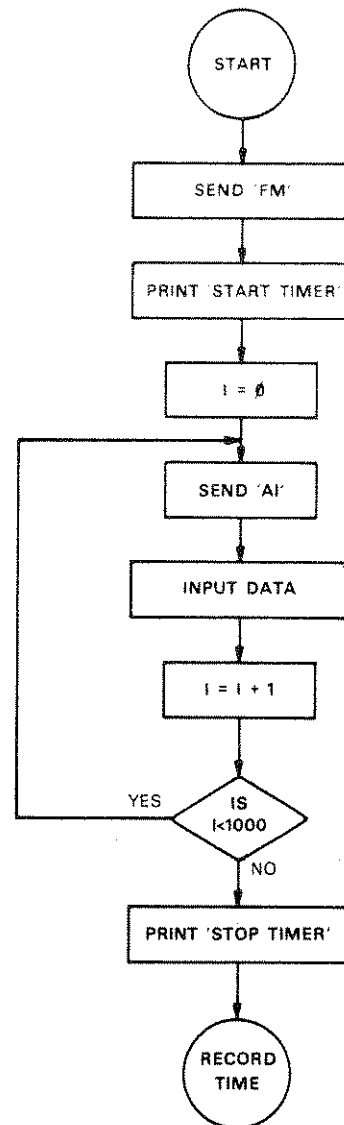 START
SEND 'FM'
PRINT 'START TIMER'
I = Ø
SEND 'AI'
INPUT DATA
I = I + 1
IS
I<1000
YES
NO
PRINT 'STOP TIMER'
RECORD
TIME